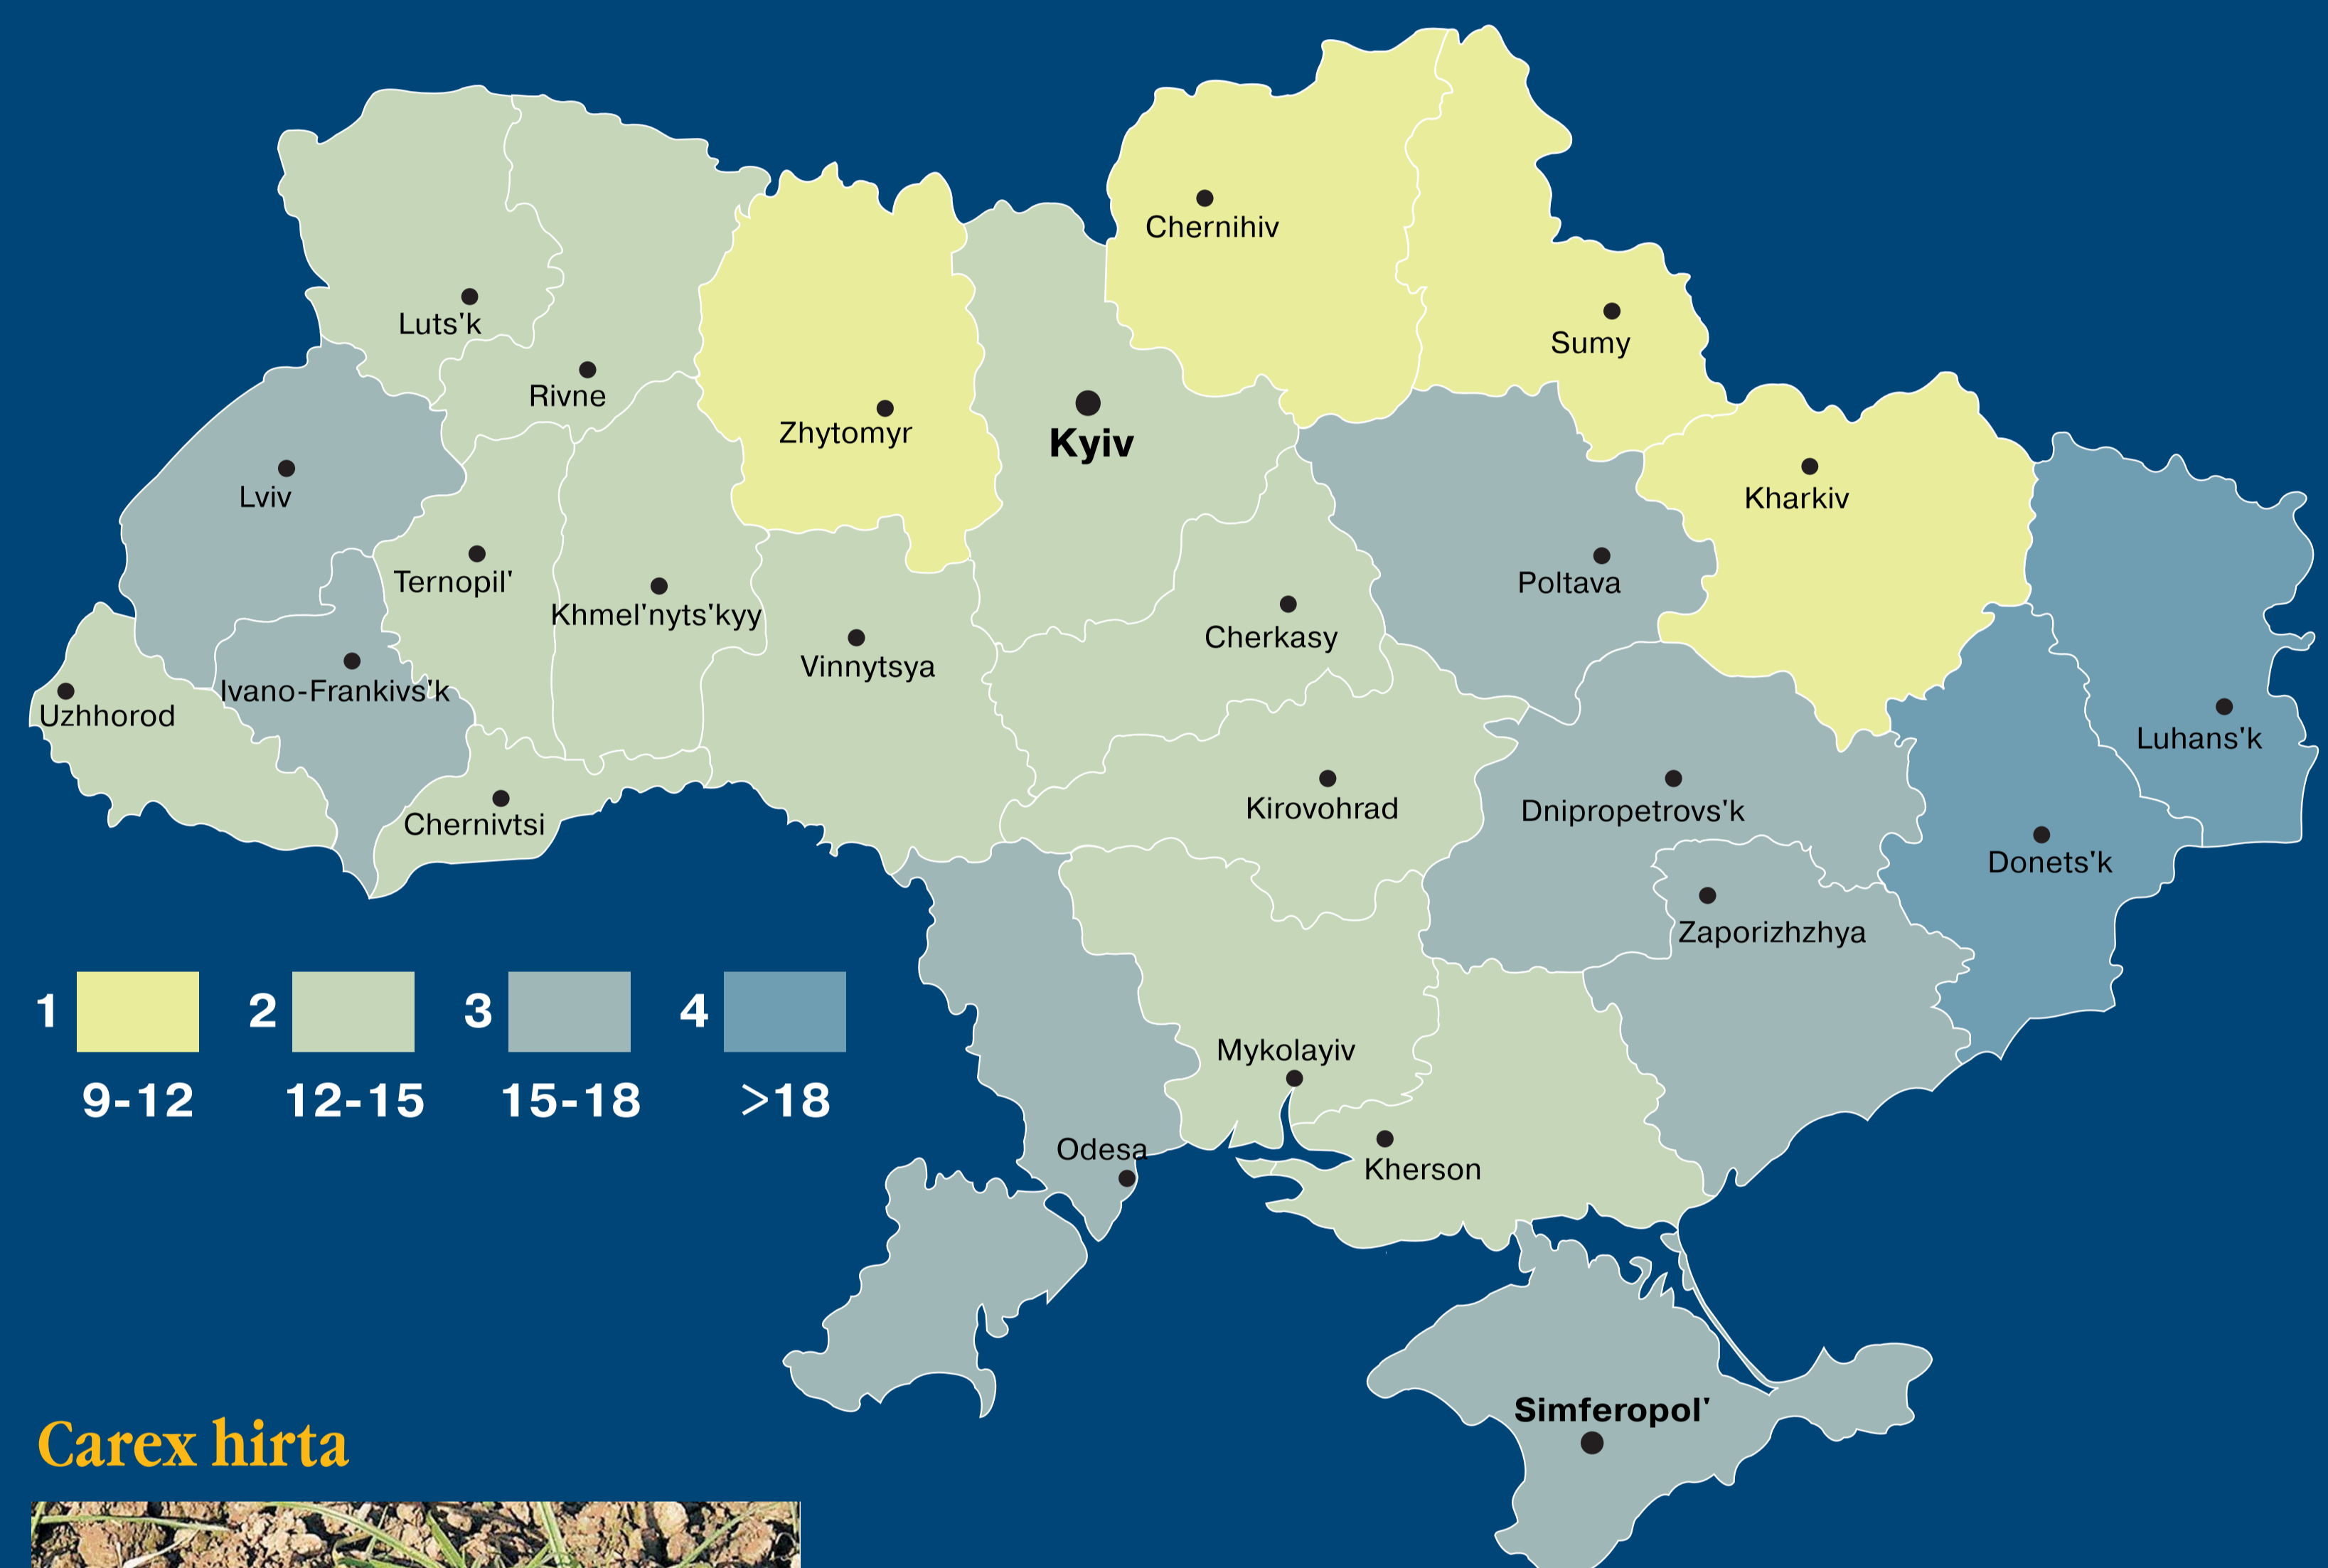 Chernihiv
Luts'k
Sumy
Rivne
Zhytomyr
Kyiv
Lviv
Kharkiv
Ternopil'
Khmel'nyts'kyy
Poltava
Cherkasy
Vinnytsya
Ivano-Frankivs'k
Uzhhorod
Luhans'k
Chernivtsi
Kirovohrad
Dnipropetrovs'k
Donets'k
Zaporizhzhya
1 2 3 4
9-12 12-15 15-18 >18
Mykolayiv
Odesa
Kherson
Simferopol'
Carex hirta